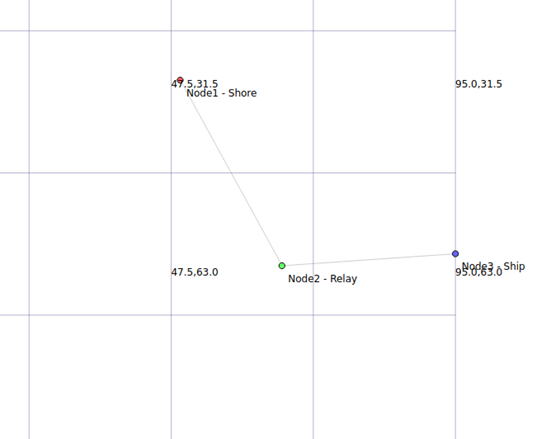 47.5,31.5
95.0,31.5
Node1 - Shore
Node3 - Ship
47.5,63.0
95.0,63.0
Node2 - Relay